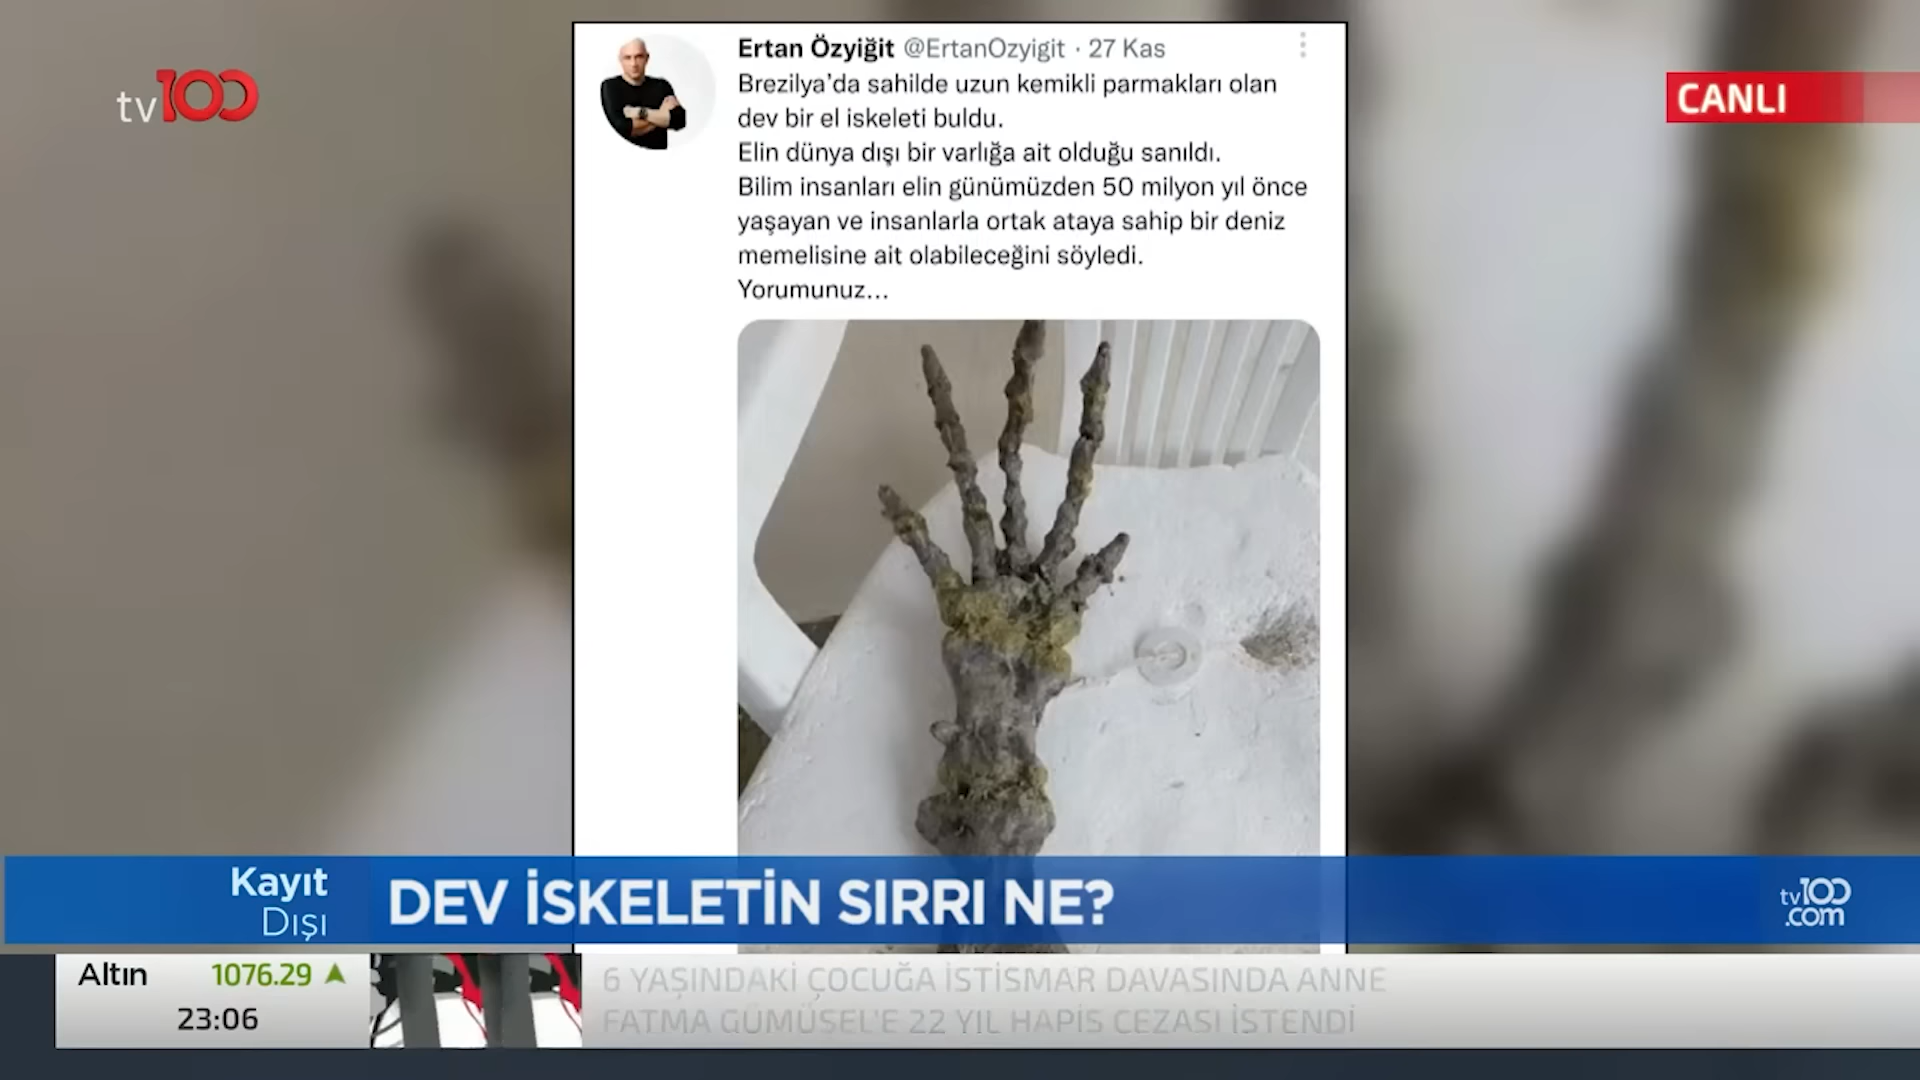 tv100
CANLI
Ertan Özyiğit @ErtanOzyigit · 27 Kas
Brezilya'da sahilde uzun kemikli parmakları olan
dev bir el iskeleti buldu.
Elin dünya dışı bir varlığa ait olduğu sanıldı.
Bilim insanları elin günümüzden 50 milyon yıl önce
yaşayan ve insanlarla ortak ataya sahip bir deniz
memelisine ait olabileceğini söyledi.
Yorumunuz...
Kayıt
Dışı
DEV İSKELETİN SIRRI NE?
tv100
.com
Altın 1076.29
23:06
6 YAŞINDAKİ ÇOCUĞA İSTİSMAR DAVASINDA ANNE
FATMA GÜMÜŞEL'E 22 YIL HAPİS CEZASI İSTENDİ